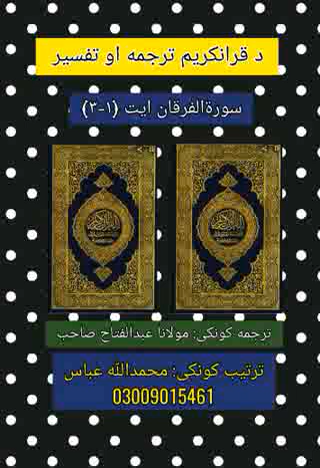 د قرانکریم ترجمه او تفسیر
سورةالفرقان ایت (۱-۳)
ترجمه کونکی: مولانا عبدالفتاح صاحب
ترتیب کونکی: محمدالله عباس
03009015461